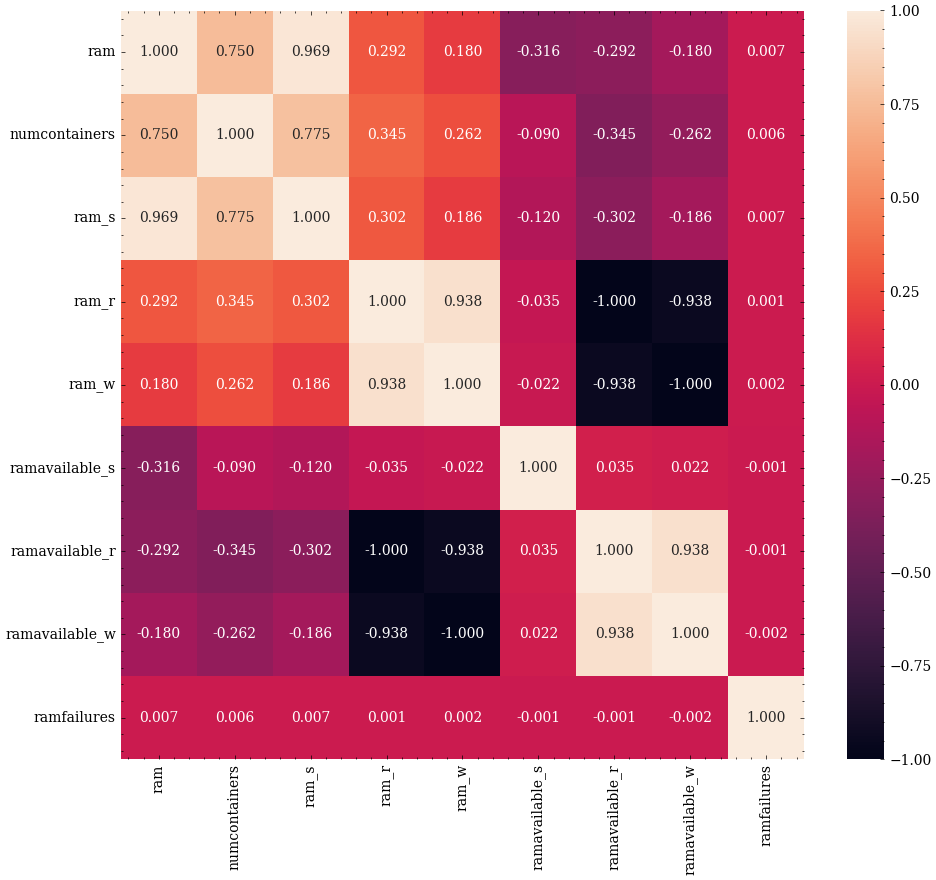 ram 1.000 0.750 0.969 0.292 0.180 -0.316 -0.292 -0.180 0.007
numcontainers 0.750 1.000 0.775 0.345 0.262 -0.090 -0.345 -0.262 0.006
ram_s 0.969 0.775 1.000 0.302 0.186 -0.120 -0.302 -0.186 0.007
ram_r 0.292 0.345 0.302 1.000 0.938 -0.035 -1.000 -0.938 0.001
ram_w 0.180 0.262 0.186 0.938 1.000 -0.022 -0.938 -1.000 0.002
ramavailable_s -0.316 -0.090 -0.120 -0.035 -0.022 1.000 0.035 0.022 -0.001
ramavailable_r -0.292 -0.345 -0.302 -1.000 -0.938 0.035 1.000 0.938 -0.001
ramavailable_w -0.180 -0.262 -0.186 -0.938 -1.000 0.022 0.938 1.000 -0.002
ramfailures 0.007 0.006 0.007 0.001 0.002 -0.001 -0.001 -0.002 1.000
ram
numcontainers
ram_s
ram_r
ram_w
ramavailable_s
ramavailable_r
ramavailable_w
ramfailures
1.00
0.75
0.50
0.25
0.00
−0.25
−0.50
−0.75
−1.00